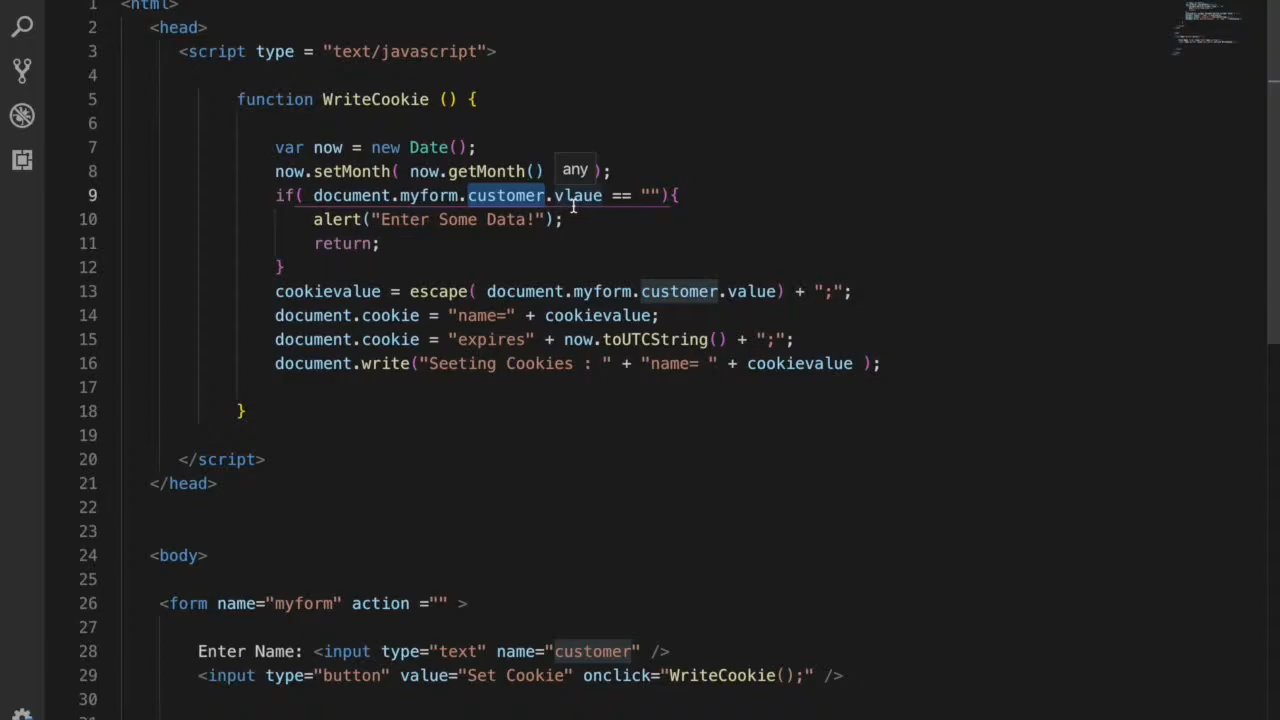 1 <html>
2 <head>
3 <script type = "text/javascript">
4
5 function WriteCookie () {
6
7 var now = new Date();
8 now.setMonth( now.getMonth() any );
9 if( document.myform.customer.vlaue == ""){
10 alert("Enter Some Data!");
11 return;
12 }
13 cookievalue = escape( document.myform.customer.value) + ";";
14 document.cookie = "name=" + cookievalue;
15 document.cookie = "expires" + now.toUTCString() + ";";
16 document.write("Seeting Cookies : " + "name= " + cookievalue );
17
18 }
19
20 </script>
21 </head>
22
23
24 <body>
25
26 <form name="myform" action ="" >
27
28 Enter Name: <input type="text" name="customer" />
29 <input type="button" value="Set Cookie" onclick="WriteCookie();" />
30